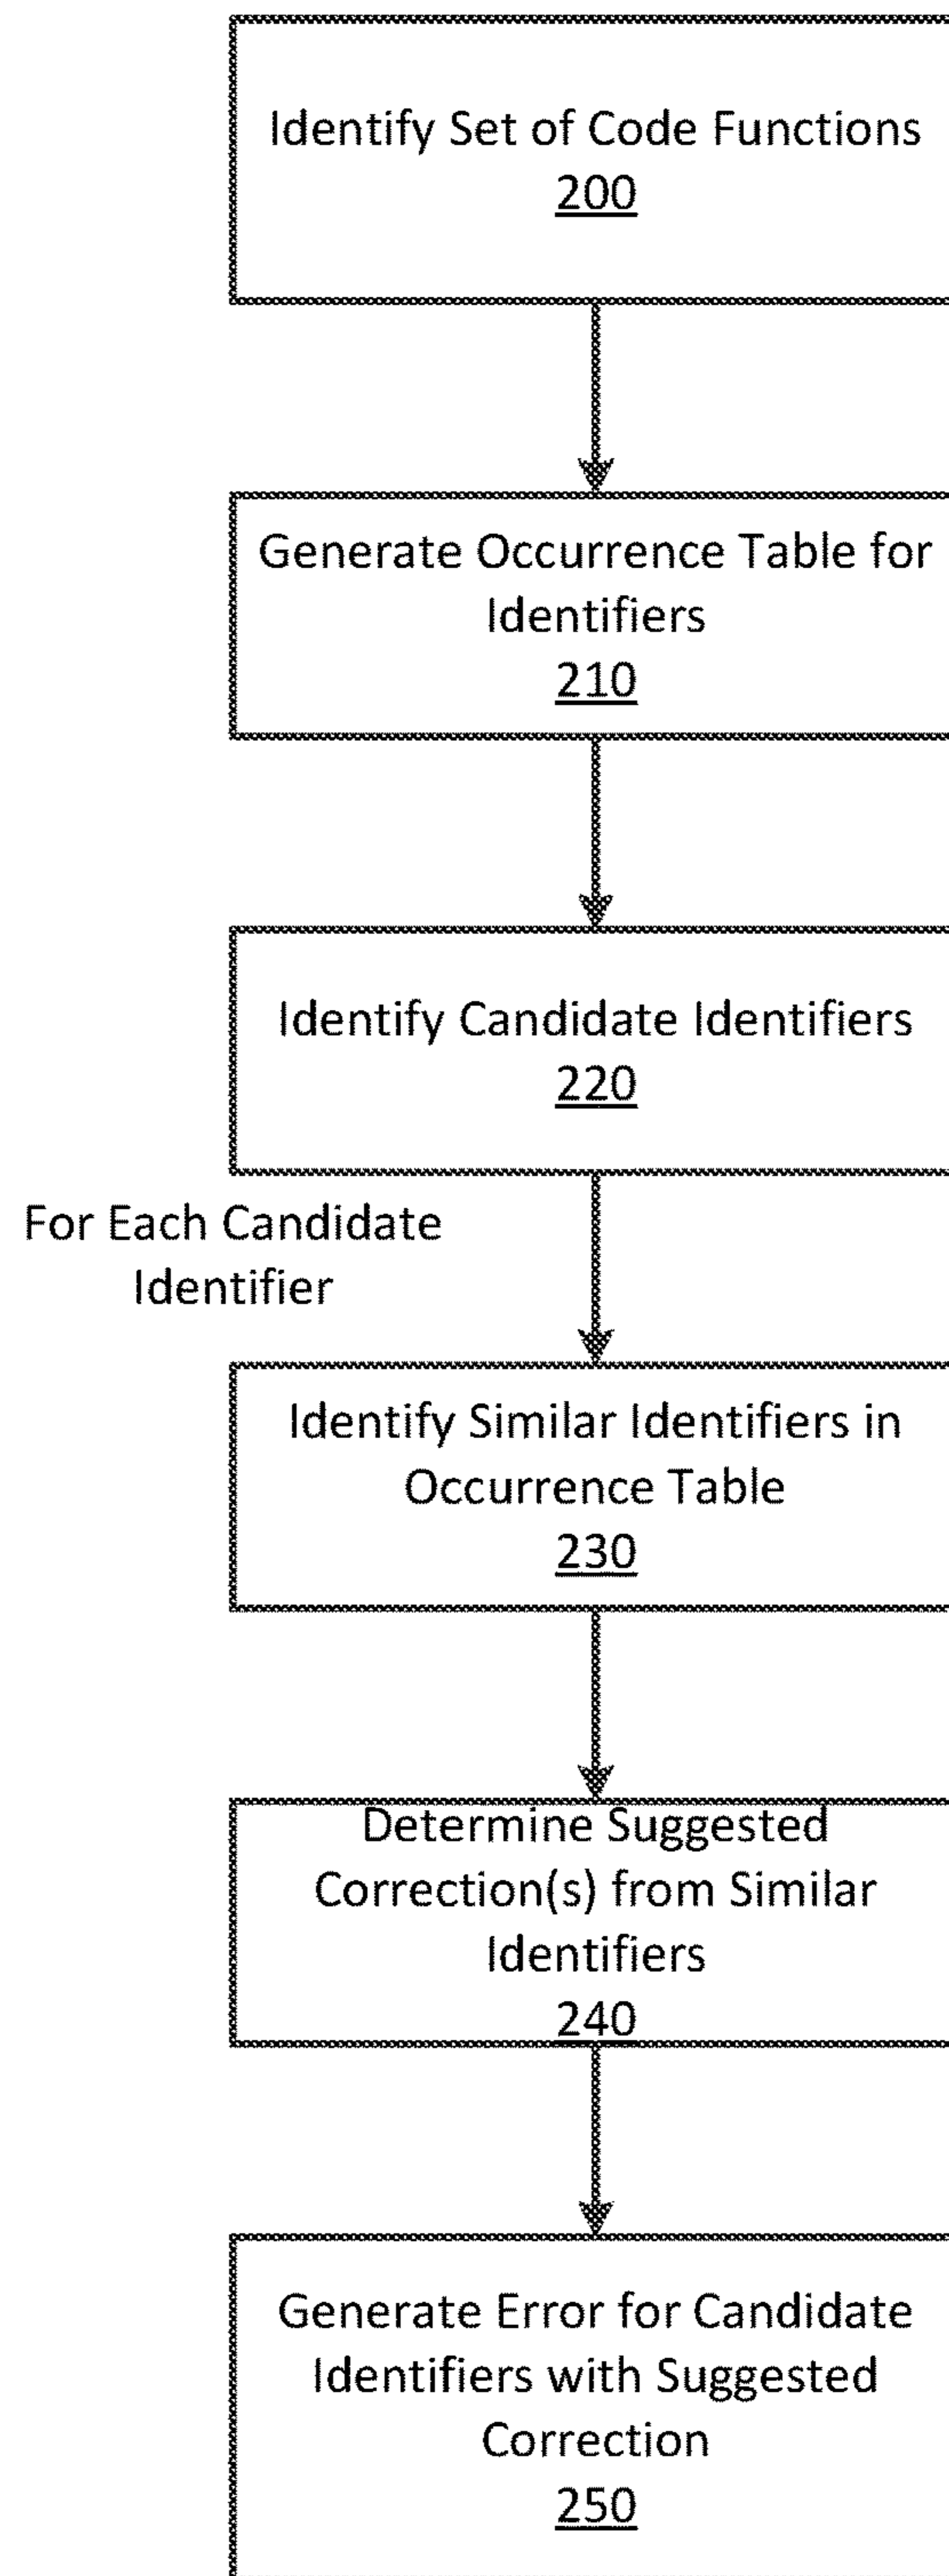 Identify Set of Code Functions
200
Generate Occurrence Table for
Identifiers
210
Identify Candidate Identifiers
220
For Each Candidate
Identifier
Identify Similar Identifiers in
Occurrence Table
230
Determine Suggested
Correction(s) from Similar
Identifiers
240
Generate Error for Candidate
Identifiers with Suggested
Correction
250